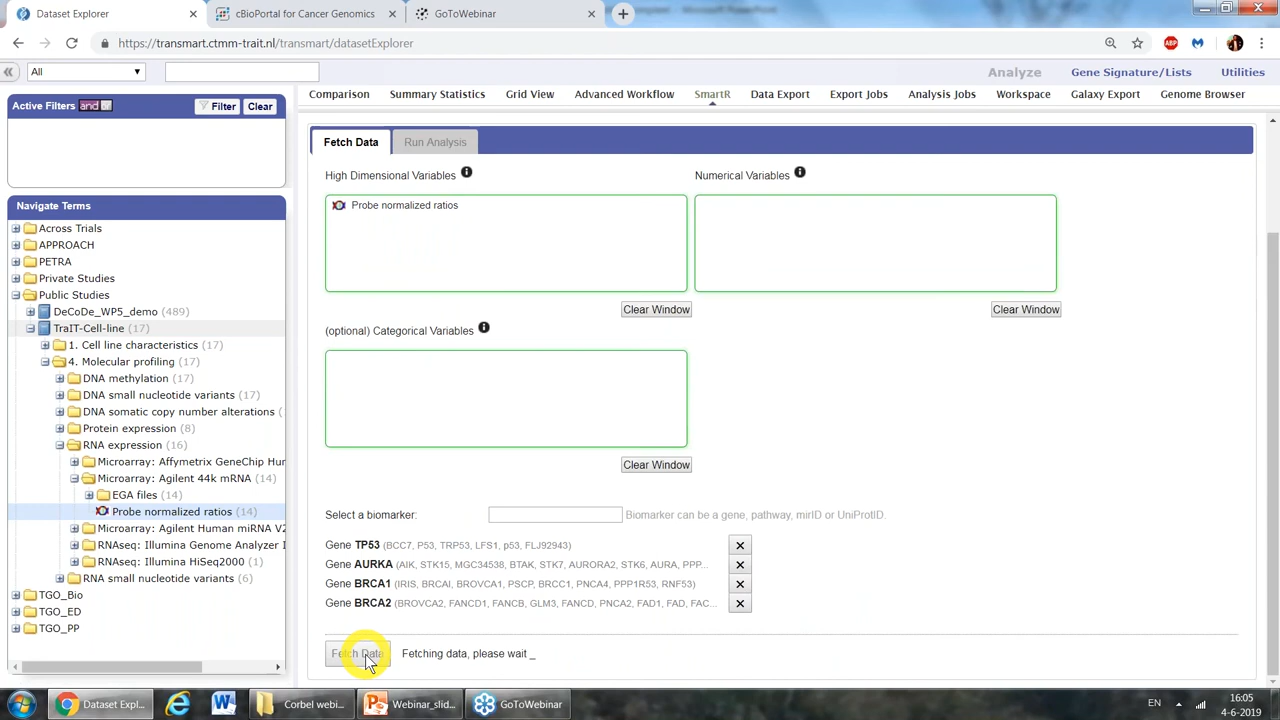 Dataset Explorer
cBioPortal for Cancer Genomics
GoToWebinar
https://transmart.ctmm-trait.nl/transmart/datasetExplorer
ABP
All
Analyze
Gene Signature/Lists
Utilities
Active Filters and or
Filter
Clear
Comparison
Summary Statistics
Grid View
Advanced Workflow
SmartR
Data Export
Export Jobs
Analysis Jobs
Workspace
Galaxy Export
Genome Browser
Navigate Terms
Across Trials
APPROACH
PETRA
Private Studies
Public Studies
DeCoDe_WP5_demo (489)
TraIT-Cell-line (17)
1. Cell line characteristics (17)
4. Molecular profiling (17)
DNA methylation (17)
DNA small nucleotide variants (17)
DNA somatic copy number alterations (
Protein expression (8)
RNA expression (16)
Microarray: Affymetrix GeneChip Hur
Microarray: Agilent 44k mRNA (14)
EGA files (14)
Probe normalized ratios (14)
Microarray: Agilent Human miRNA V2
RNAseq: Illumina Genome Analyzer I
RNAseq: Illumina HiSeq2000 (1)
RNA small nucleotide variants (6)
TGO_Bio
TGO_ED
TGO_PP
Fetch Data
Run Analysis
High Dimensional Variables
Numerical Variables
Probe normalized ratios
Clear Window
Clear Window
(optional) Categorical Variables
Clear Window
Select a biomarker:
Biomarker can be a gene, pathway, mirID or UniProtID.
Gene TP53 (BCC7, P53, TRP53, LFS1, p53, FLJ92943)
Gene AURKA (AIK, STK15, MGC34538, BTAK, STK7, AURORA2, STK6, AURA, PPP...
Gene BRCA1 (IRIS, BRCAI, BROVCA1, PSCP, BRCC1, PNCA4, PPP1R53, RNF53)
Gene BRCA2 (BROVCA2, FANCD1, FANCB, GLM3, FANCD, PNCA2, FAD1, FAD, FAC...
Fetch Data
Fetching data, please wait _
Dataset Expl...
Corbel webi...
Webinar_slid...
GoToWebinar
EN
16:05
4-6-2019